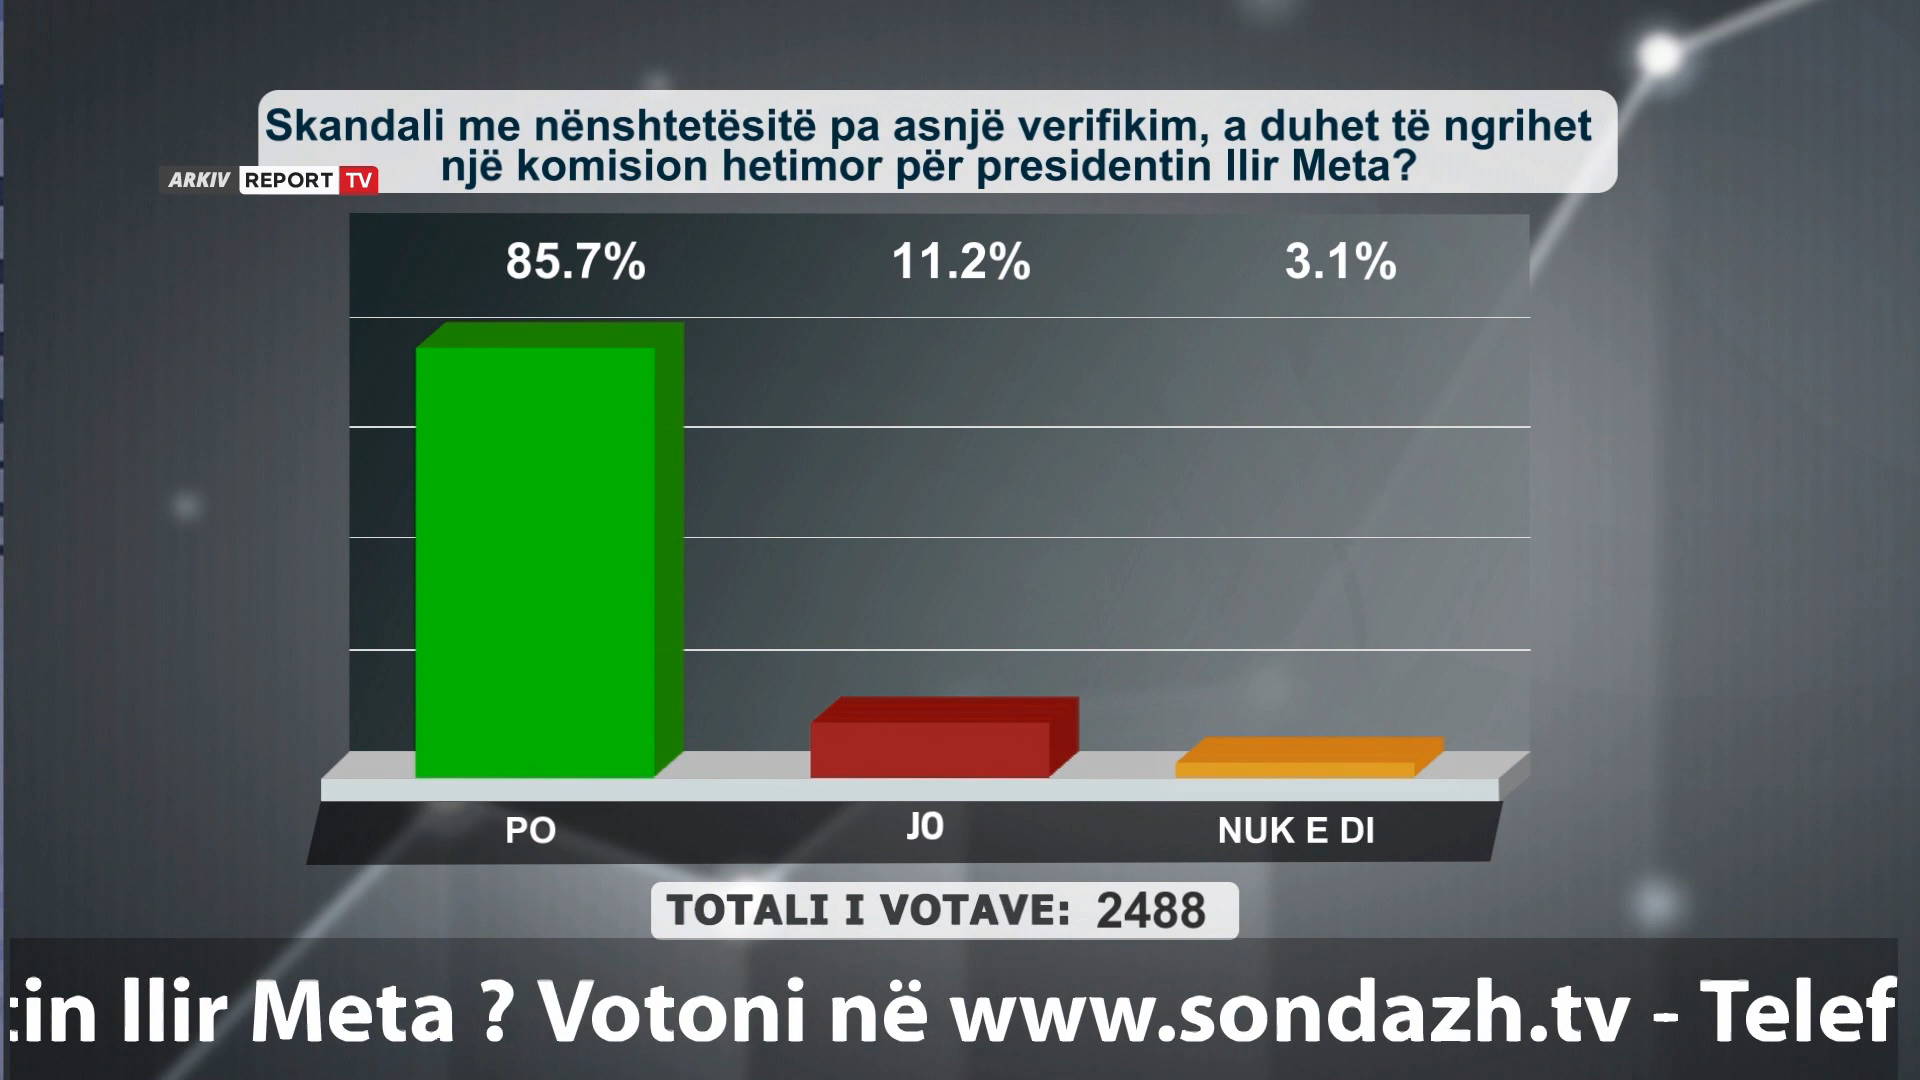 Skandali me nënshtetësitë pa asnjë verifikim, a duhet të ngrihet
një komision hetimor për presidentin Ilir Meta?
ARKIV REPORT TV
85.7% 11.2% 3.1%
PO JO NUK E DI
TOTALI I VOTAVE: 2488
tin Ilir Meta ? Votoni në www.sondazh.tv - Telef